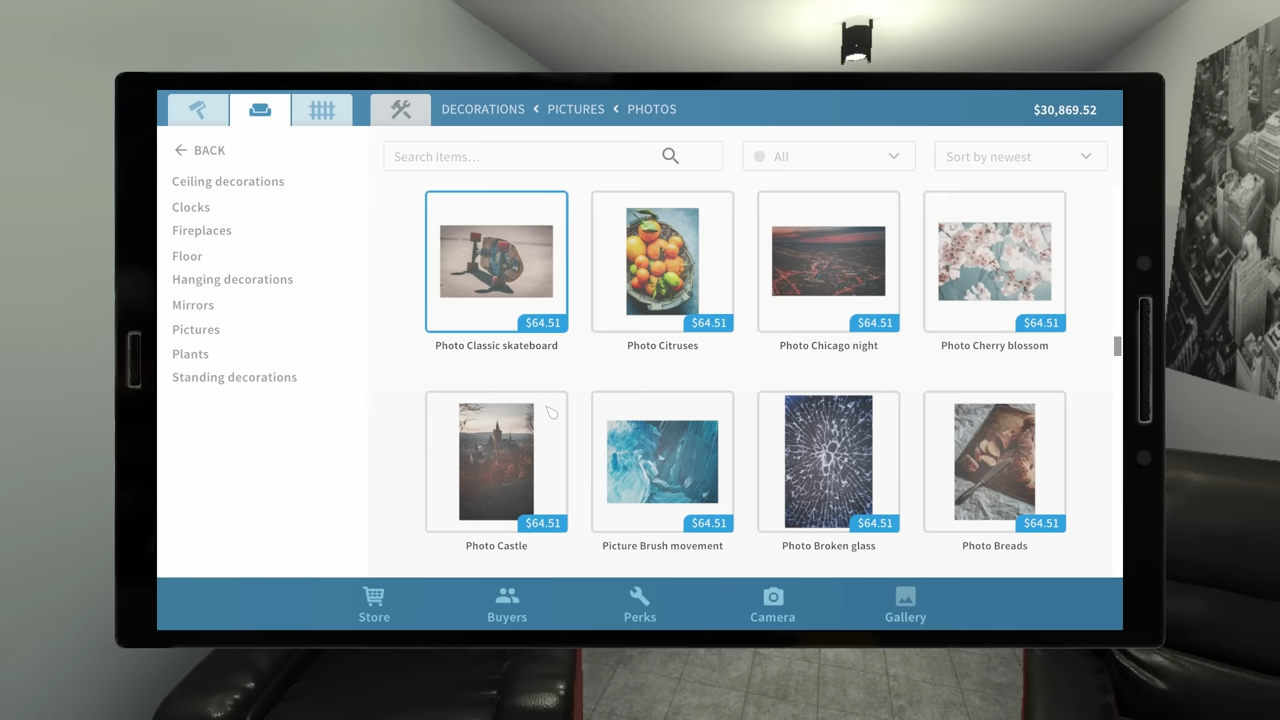 DECORATIONS < PICTURES < PHOTOS
$30,869.52
BACK
Search items...
All
Sort by newest
Ceiling decorations
Clocks
Fireplaces
Floor
Hanging decorations
Mirrors
Pictures
Plants
Standing decorations
$64.51
$64.51
$64.51
$64.51
Photo Classic skateboard
Photo Citruses
Photo Chicago night
Photo Cherry blossom
$64.51
$64.51
$64.51
$64.51
Photo Castle
Picture Brush movement
Photo Broken glass
Photo Breads
Store
Buyers
Perks
Camera
Gallery